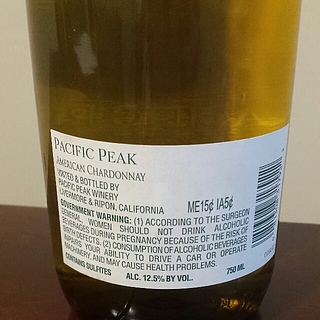 PACIFIC PEAK
AMERICAN CHARDONNAY
VINTED & BOTTLED BY
PACIFIC PEAK WINERY
LIVERMORE & RIPON, CALIFORNIA
ME15¢ IA5¢
GOVERNMENT WARNING: (1) ACCORDING TO THE SURGEON
GENERAL, WOMEN SHOULD NOT DRINK ALCOHOLIC
BEVERAGES DURING PREGNANCY BECAUSE OF THE RISK OF
BIRTH DEFECTS. (2) CONSUMPTION OF ALCOHOLIC BEVERAGES
IMPAIRS YOUR ABILITY TO DRIVE A CAR OR OPERATE
MACHINERY, AND MAY CAUSE HEALTH PROBLEMS.
CONTAINS SULFITES
ALC. 12.5% BY VOL.
750 ML